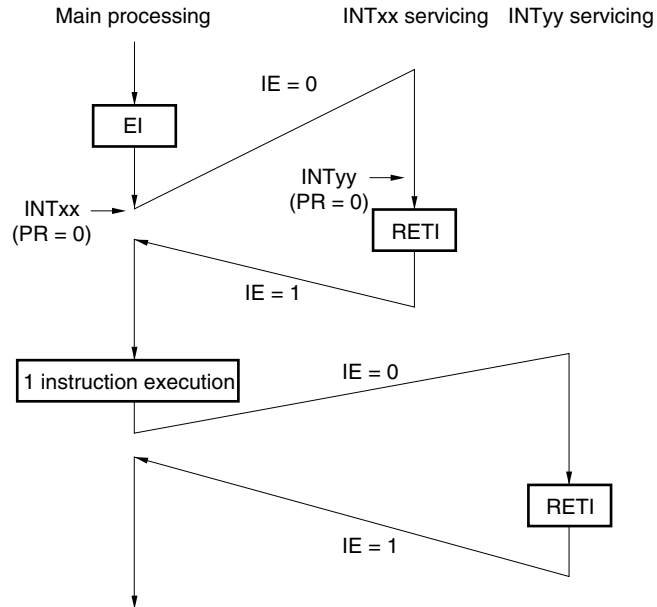 Main processing
INTxx servicing
INTyy servicing
IE = 0
EI
INTyy
(PR = 0)
INTxx
(PR = 0)
RETI
IE = 1
1 instruction execution
IE = 0
RETI
IE = 1